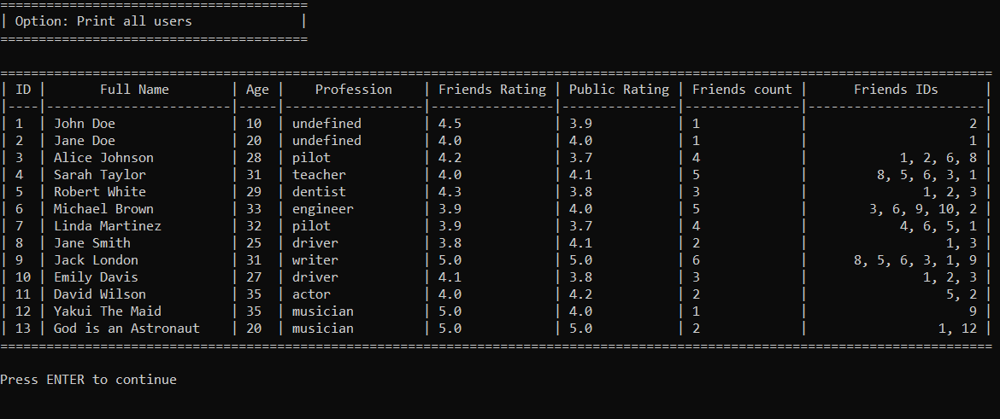 ========================================
| Option: Print all users              |
========================================
=================================================================================================================================
| ID |       Full Name        | Age |    Profession    | Friends Rating | Public Rating | Friends count |      Friends IDs      |
|----|------------------------|-----|------------------|----------------|---------------|---------------|-----------------------|
| 1  | John Doe               | 10  | undefined        | 4.5            | 3.9           | 1             |                     2 |
| 2  | Jane Doe               | 20  | undefined        | 4.0            | 4.0           | 1             |                     1 |
| 3  | Alice Johnson          | 28  | pilot            | 4.2            | 3.7           | 4             |            1, 2, 6, 8 |
| 4  | Sarah Taylor           | 31  | teacher          | 4.0            | 4.1           | 5             |         8, 5, 6, 3, 1 |
| 5  | Robert White           | 29  | dentist          | 4.3            | 3.8           | 3             |               1, 2, 3 |
| 6  | Michael Brown          | 33  | engineer         | 3.9            | 4.0           | 5             |        3, 6, 9, 10, 2 |
| 7  | Linda Martinez         | 32  | pilot            | 3.9            | 3.7           | 4             |            4, 6, 5, 1 |
| 8  | Jane Smith             | 25  | driver           | 3.8            | 4.1           | 2             |                  1, 3 |
| 9  | Jack London            | 31  | writer           | 5.0            | 5.0           | 6             |      8, 5, 6, 3, 1, 9 |
| 10 | Emily Davis            | 27  | driver           | 4.1            | 3.8           | 3             |               1, 2, 3 |
| 11 | David Wilson           | 35  | actor            | 4.0            | 4.2           | 2             |                  5, 2 |
| 12 | Yakui The Maid         | 35  | musician         | 5.0            | 4.0           | 1             |                     9 |
| 13 | God is an Astronaut    | 20  | musician         | 5.0            | 5.0           | 2             |                 1, 12 |
=================================================================================================================================
Press ENTER to continue